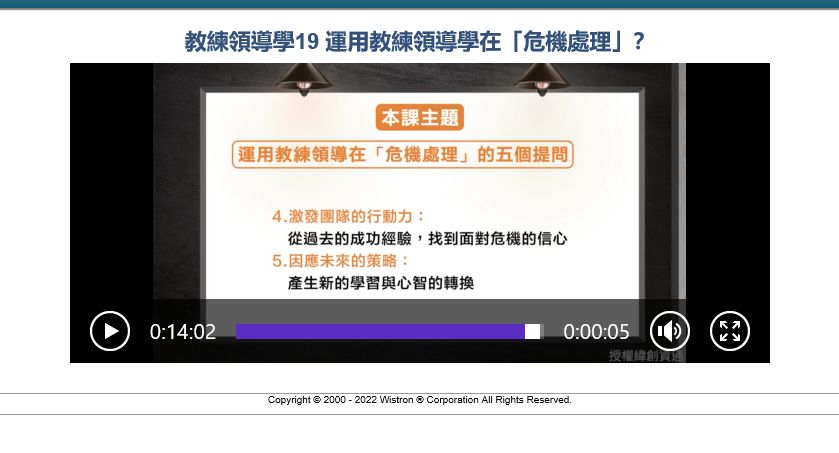 教練領導學19 運用教練領導學在「危機處理」?
本課主題
運用教練領導在「危機處理」的五個提問
4.激發團隊的行動力：
從過去的成功經驗，找到面對危機的信心
5.因應未來的策略：
產生新的學習與心智的轉換
0:14:02
0:00:05
授權緯創資通
Copyright © 2000 - 2022 Wistron ® Corporation All Rights Reserved.